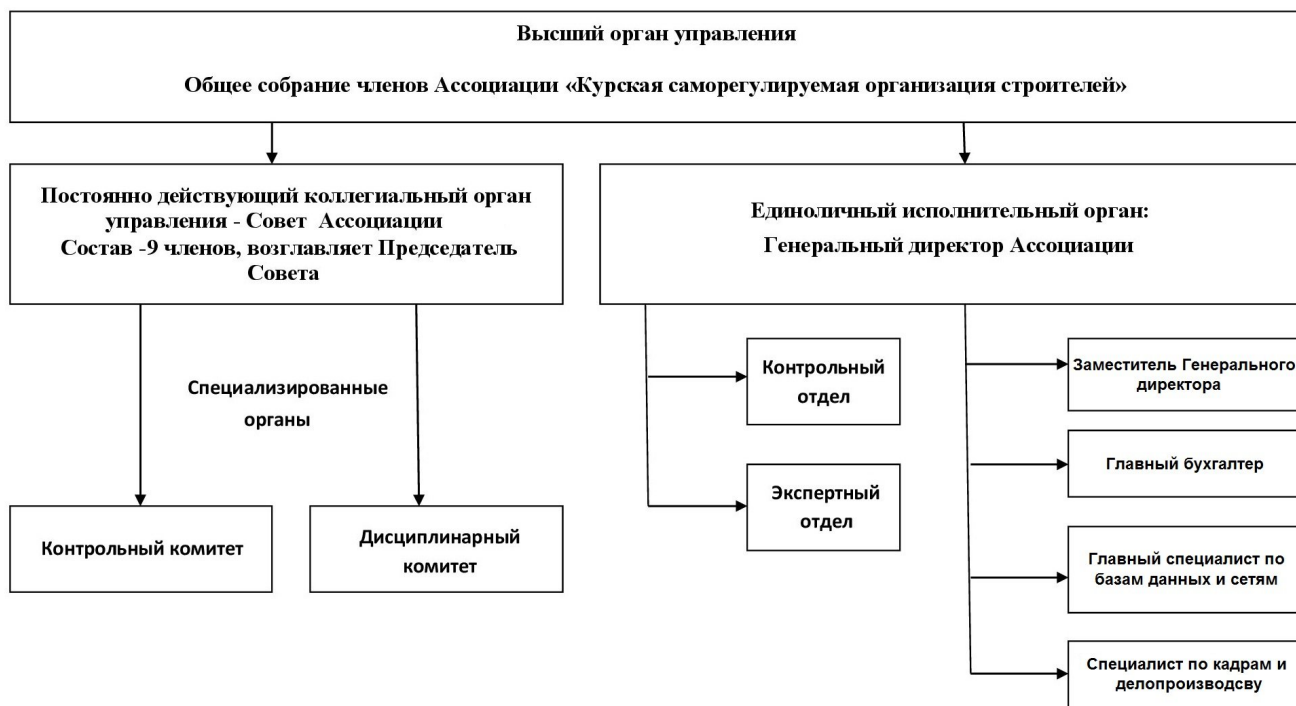 Высший орган управления
Общее собрание членов Ассоциации «Курская саморегулируемая организация строителей»
Постоянно действующий коллегиальный орган
управления - Совет Ассоциации
Состав -9 членов, возглавляет Председатель
Совета
Единоличный исполнительный орган:
Генеральный директор Ассоциации
Специализированные
органы
Контрольный комитет
Дисциплинарный
комитет
Контрольный
отдел
Экспертный
отдел
Заместитель Генерального
директора
Главный бухгалтер
Главный специалист по
базам данных и сетям
Специалист по кадрам и
делопроизводсву